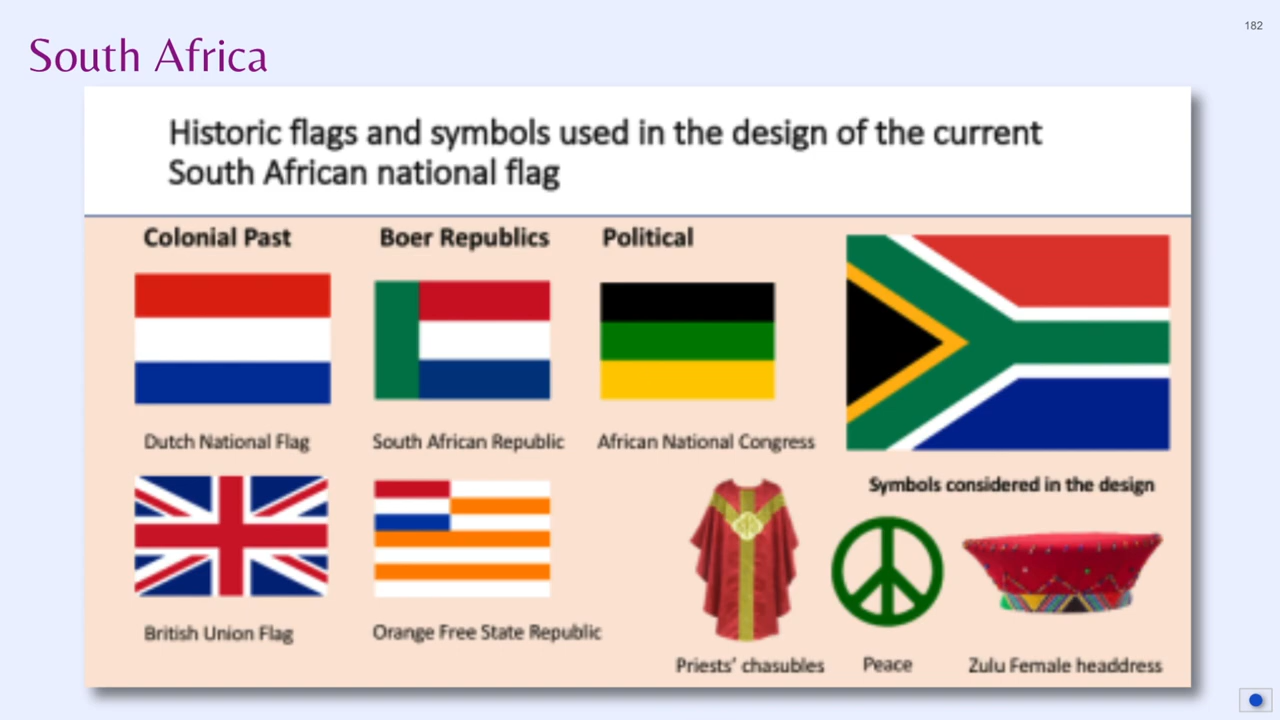 182
South Africa
Historic flags and symbols used in the design of the current
South African national flag
Colonial Past
Boer Republics
Political
Dutch National Flag
South African Republic
African National Congress
Symbols considered in the design
British Union Flag
Orange Free State Republic
Priests' chasubles
Peace
Zulu Female headdress